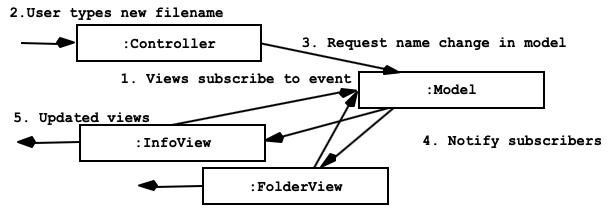 2.User types new filename
:Controller
3. Request name change in model
1. Views subscribe to event
:Model
5. Updated views
:InfoView
4. Notify subscribers
:FolderView